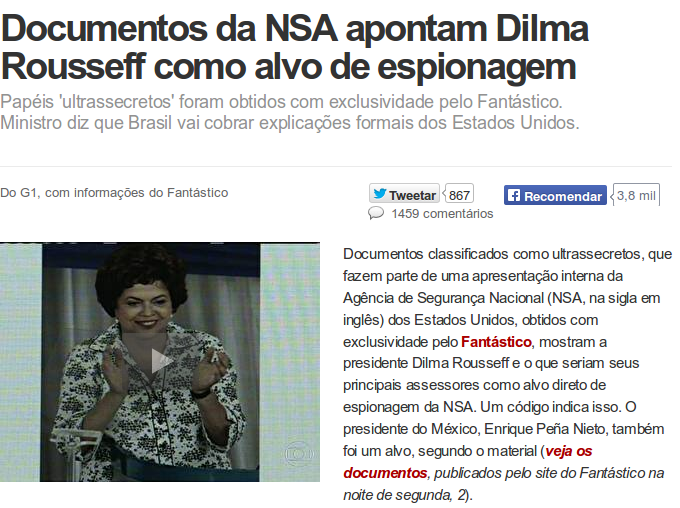 Documentos da NSA apontam Dilma
Rousseff como alvo de espionagem
Papéis 'ultrassecretos' foram obtidos com exclusividade pelo Fantástico.
Ministro diz que Brasil vai cobrar explicações formais dos Estados Unidos.
Do G1, com informações do Fantástico
Tweetar 867
Recomendar 3,8 mil
1459 comentários
Documentos classificados como ultrassecretos, que
fazem parte de uma apresentação interna da
Agência de Segurança Nacional (NSA, na sigla em
inglês) dos Estados Unidos, obtidos com
exclusividade pelo Fantástico, mostram a
presidente Dilma Rousseff e o que seriam seus
principais assessores como alvo direto de
espionagem da NSA. Um código indica isso. O
presidente do México, Enrique Peña Nieto, também
foi um alvo, segundo o material (veja os
documentos, publicados pelo site do Fantástico na
noite de segunda, 2).